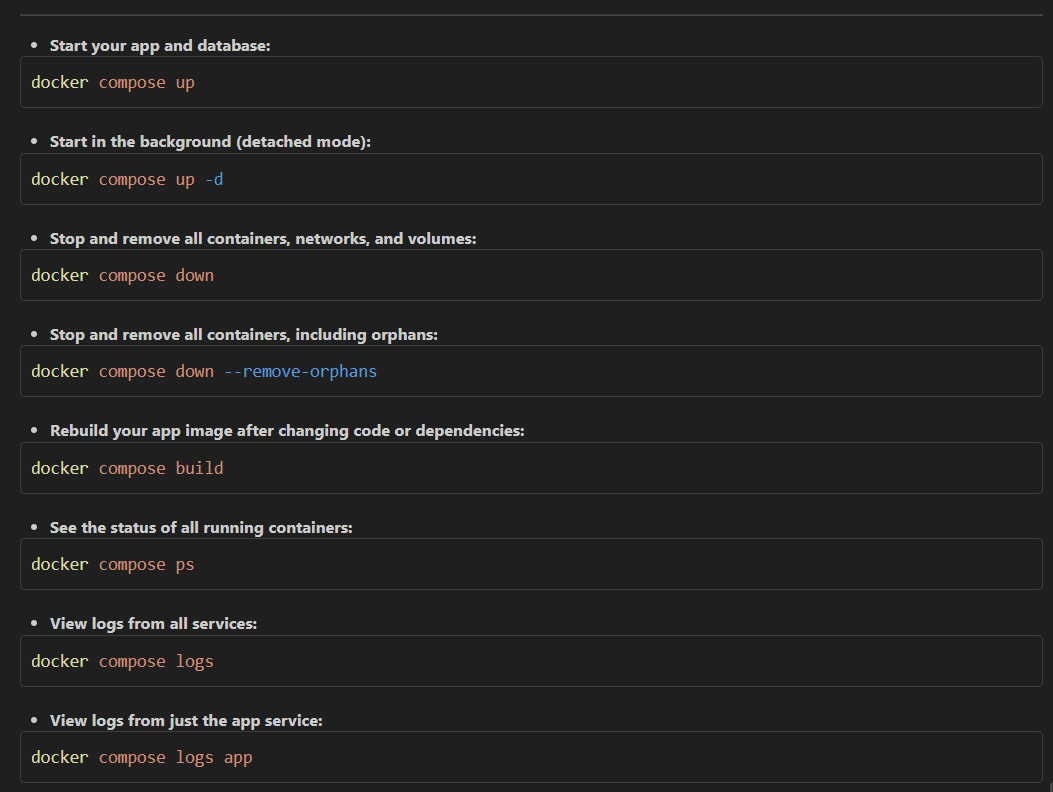 • Start your app and database:
docker compose up
• Start in the background (detached mode):
docker compose up -d
• Stop and remove all containers, networks, and volumes:
docker compose down
• Stop and remove all containers, including orphans:
docker compose down --remove-orphans
• Rebuild your app image after changing code or dependencies:
docker compose build
• See the status of all running containers:
docker compose ps
• View logs from all services:
docker compose logs
• View logs from just the app service:
docker compose logs app